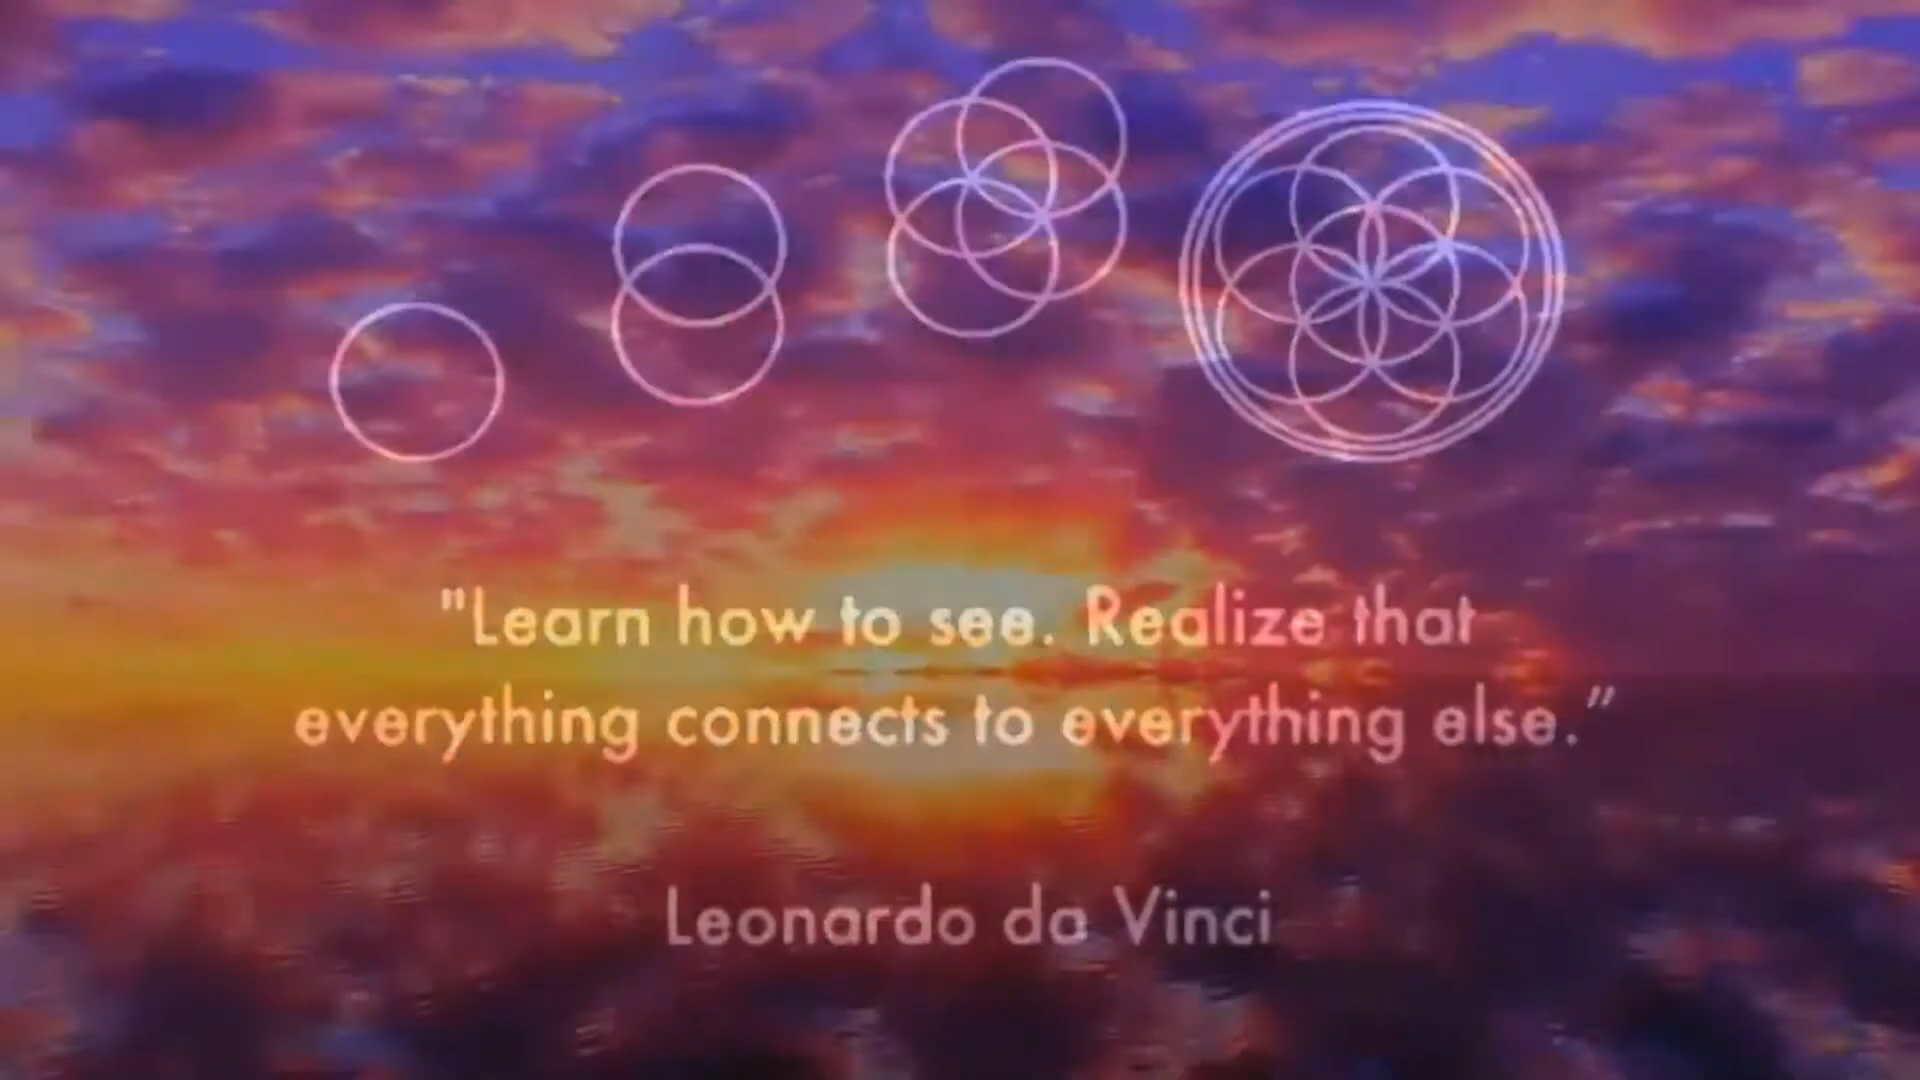 "Learn how to see. Realize that
everything connects to everything else.”
Leonardo da Vinci